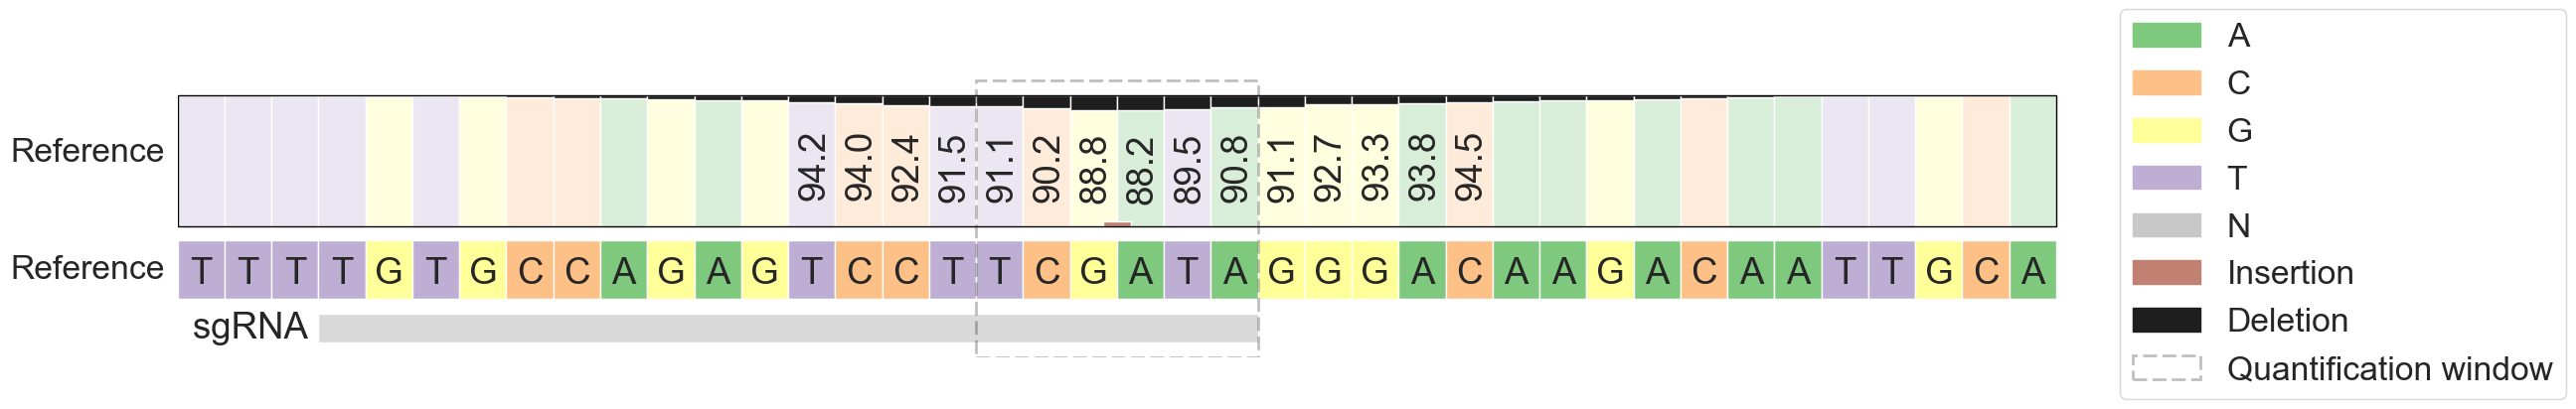 Reference 94.2 94.0 92.4 91.5 91.1 90.2 88.8 88.2 89.5 90.8 91.1 92.7 93.3 93.8 94.5
Reference T T T T G T G C C A G A G T C C T T C G A T A G G G A C A A G A C A A T T G C A
sgRNA
A
C
G
T
N
Insertion
Deletion
Quantification window